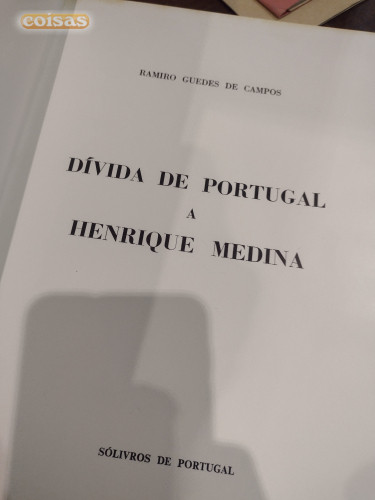 coisas
RAMIRO GUEDES DE CAMPOS
DÍVIDA DE PORTUGAL
A
HENRIQUE MEDINA
SÓLIVROS DE PORTUGAL